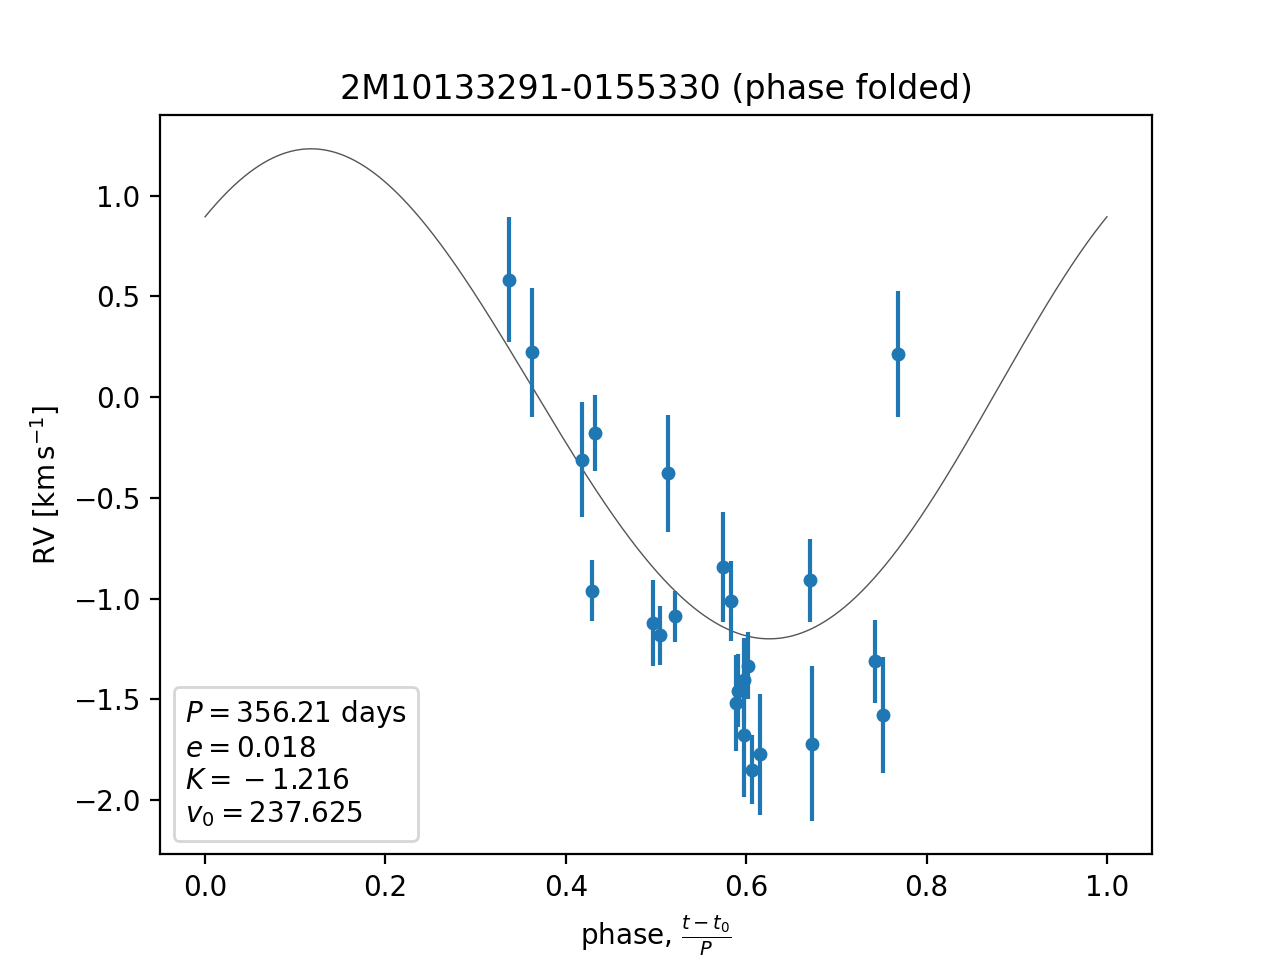 2M10133291-0155330 (phase folded)
RV [km s⁻¹]
1.0
0.5
0.0
−0.5
−1.0
−1.5
−2.0
P = 356.21 days
e = 0.018
K = −1.216
v₀ = 237.625
0.0 0.2 0.4 0.6 0.8 1.0
phase, (t − t₀)/P